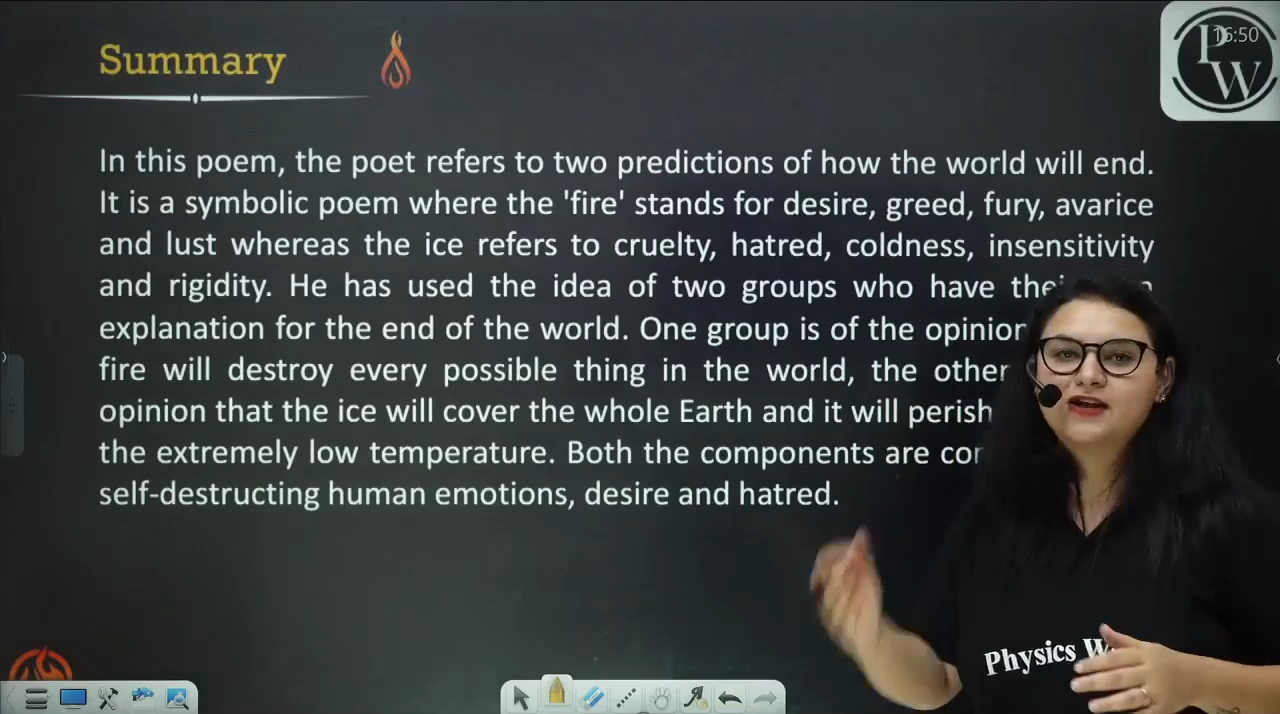 Summary
16:50
PW
In this poem, the poet refers to two predictions of how the world will end.
It is a symbolic poem where the 'fire' stands for desire, greed, fury, avarice
and lust whereas the ice refers to cruelty, hatred, coldness, insensitivity
and rigidity. He has used the idea of two groups who have
explanation for the end of the world. One group is of the opinion
fire will destroy every possible thing in the world, the other
opinion that the ice will cover the whole Earth and it will perish
the extremely low temperature. Both the components are
self-destructing human emotions, desire and hatred.
Physics